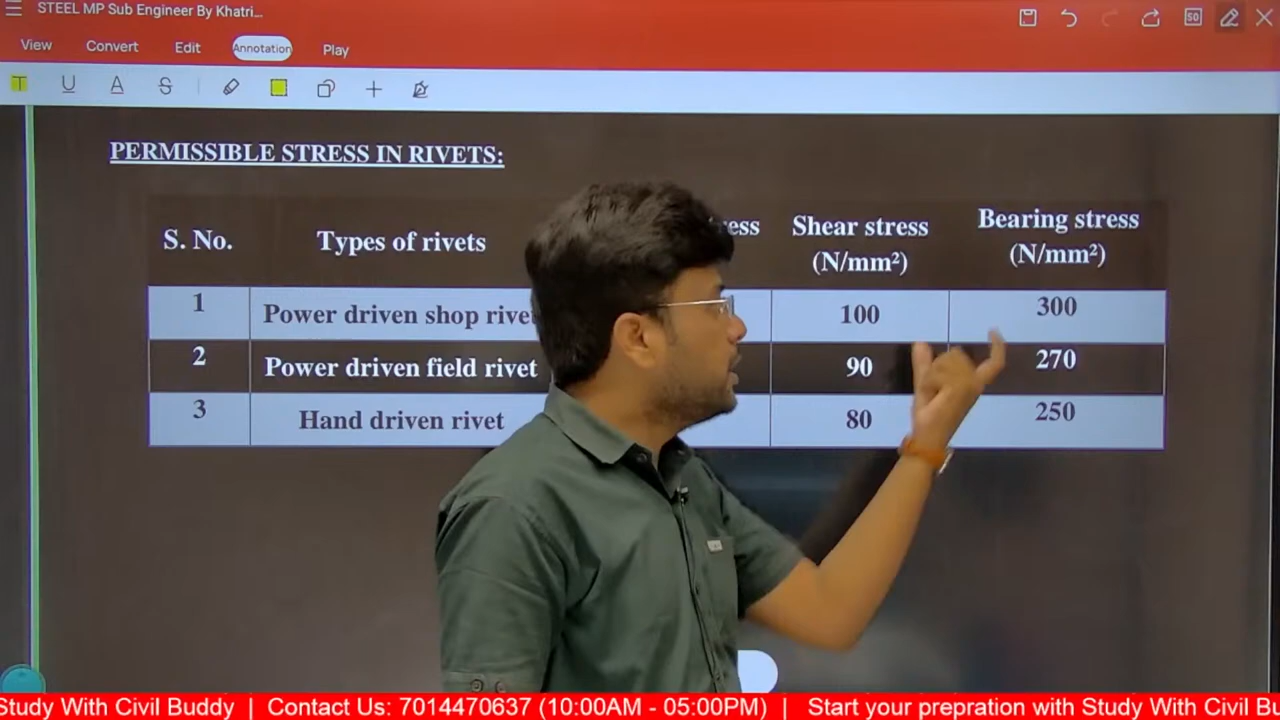 STEEL MP Sub Engineer By Khatri...
50
View Convert Edit Annotation Play
T U A S
PERMISSIBLE STRESS IN RIVETS:
S. No. Types of rivets Shear stress (N/mm²) Bearing stress (N/mm²)
1 Power driven shop 100 300
2 Power driven field rivet 90 270
3 Hand driven rivet 80 250
Study With Civil Buddy | Contact Us: 7014470637 (10:00AM - 05:00PM) | Start your prepration with Study With Civil